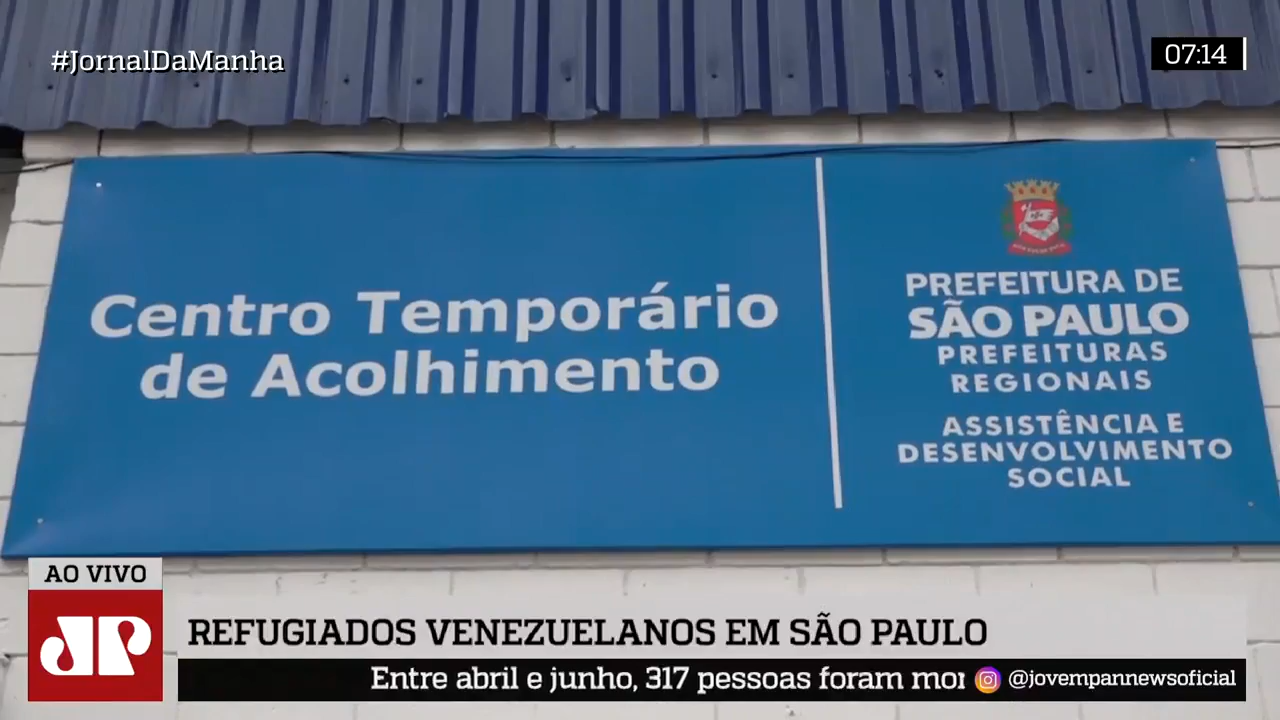 #JornalDaManha
07:14
Centro Temporário
de Acolhimento
PREFEITURA DE
SÃO PAULO
PREFEITURAS
REGIONAIS
ASSISTÊNCIA E
DESENVOLVIMENTO
SOCIAL
AO VIVO
JP
REFUGIADOS VENEZUELANOS EM SÃO PAULO
Entre abril e junho, 317 pessoas foram
@jovempannewsoficial